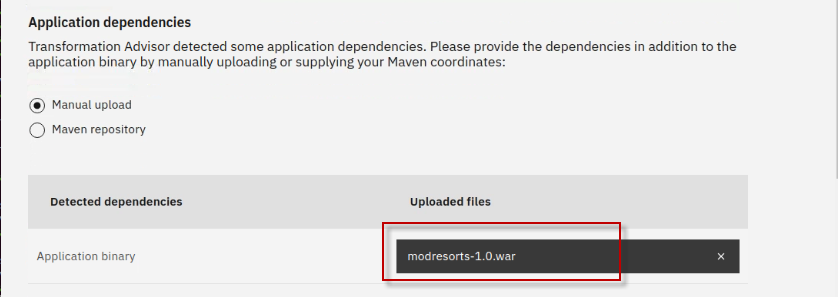 Application dependencies
Transformation Advisor detected some application dependencies. Please provide the dependencies in addition to the
application binary by manually uploading or supplying your Maven coordinates:
Manual upload
Maven repository
Detected dependencies Uploaded files
Application binary modresorts-1.0.war ×